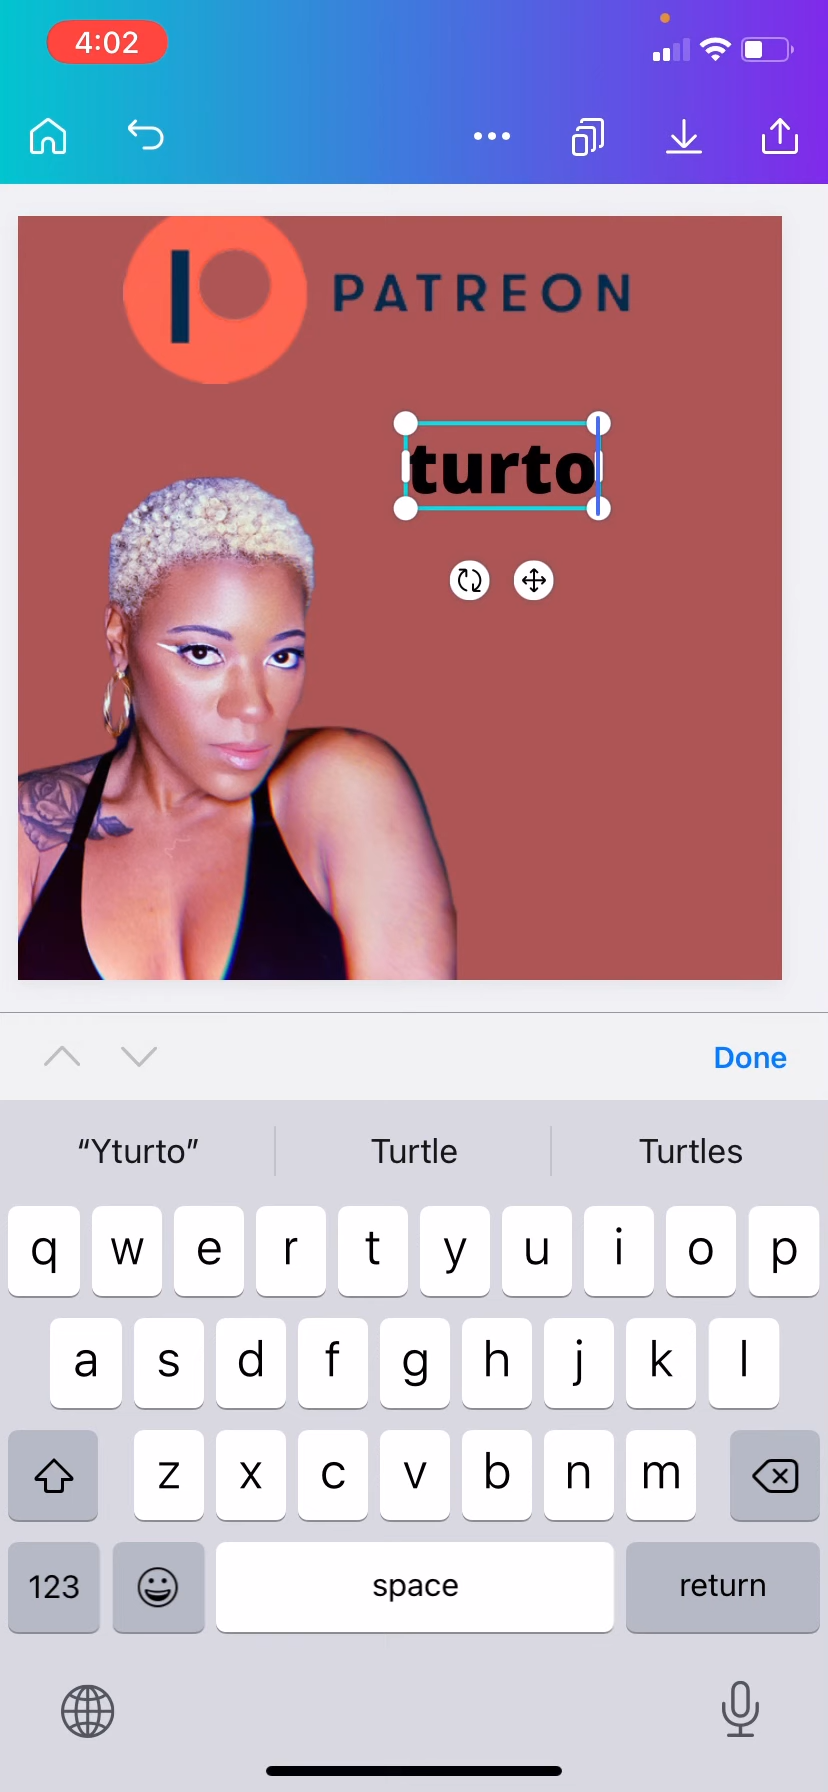 4:02
PATREON
turto
Done
“Yturto”
Turtle
Turtles
q w e r t y u i o p
a s d f g h j k l
z x c v b n m
123
space
return